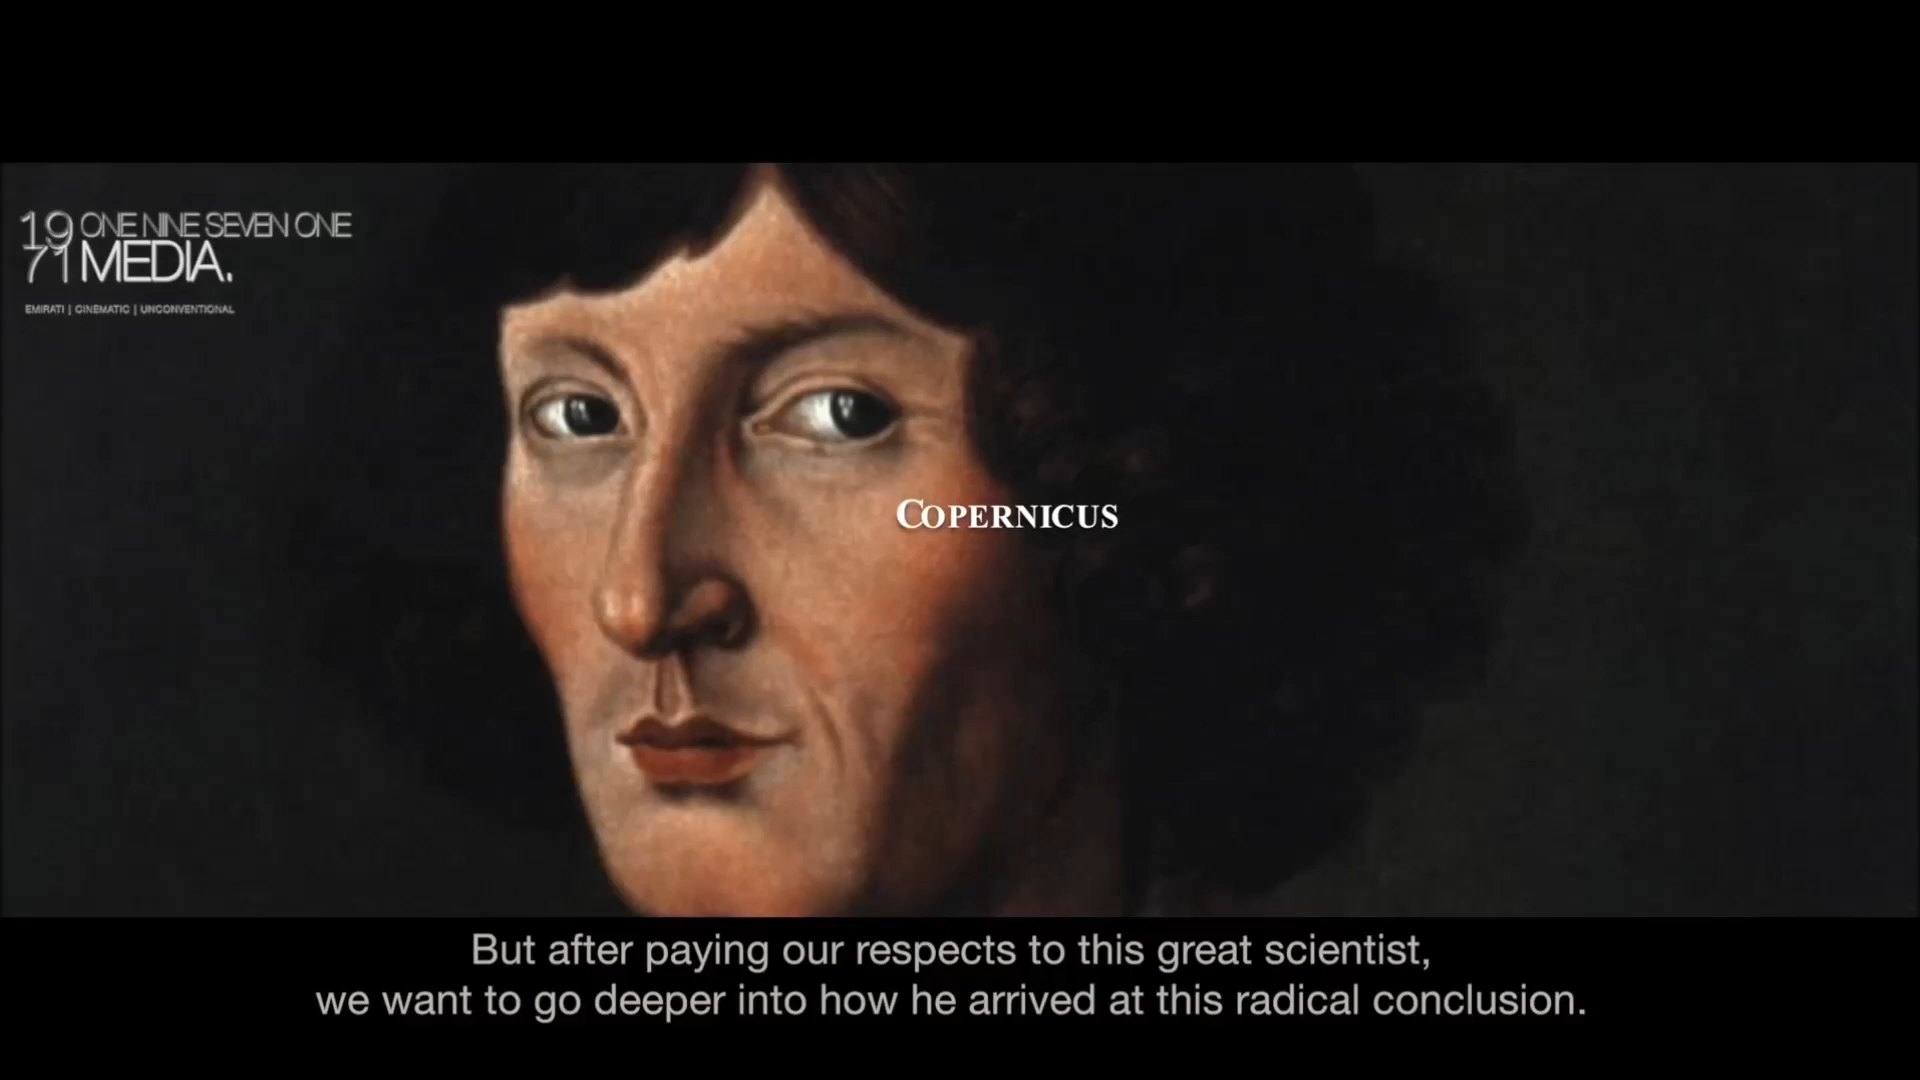 19 ONE NINE SEVEN ONE
71 MEDIA.
EMIRATI | CINEMATIC | UNCONVENTIONAL
COPERNICUS
But after paying our respects to this great scientist,
we want to go deeper into how he arrived at this radical conclusion.